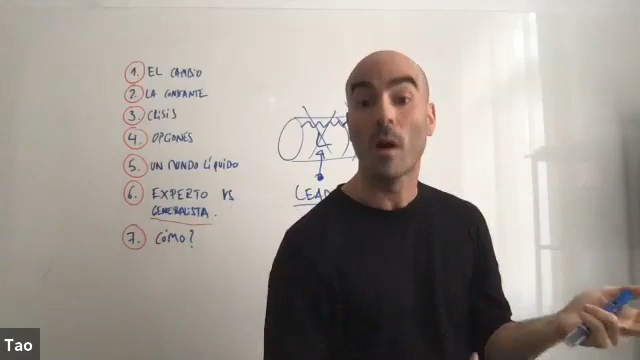 1. EL CAMBIO
2. LA CONSTANTE
3. CRISIS
4. OPCIONES
5. UN MUNDO LÍQUIDO
6. EXPERTO VS
GENERALISTA.
7. CÓMO?
LEAD
Tao